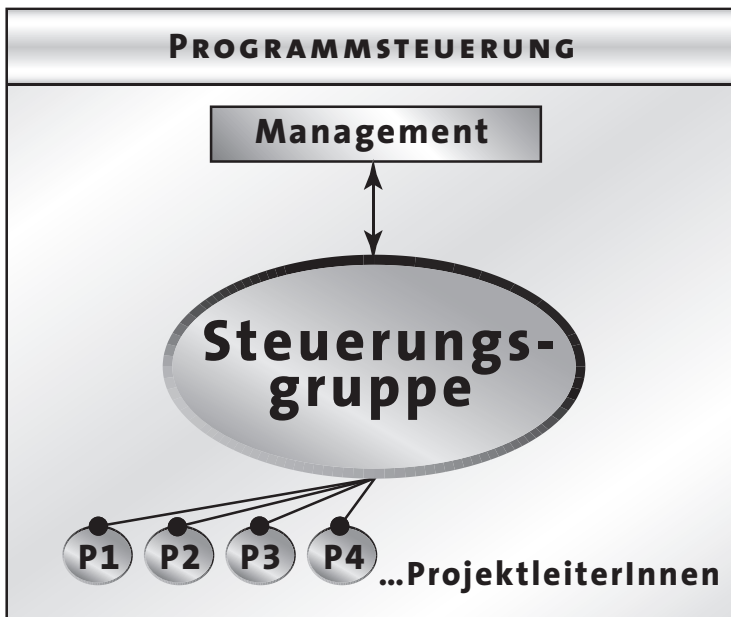 PROGRAMMSTEUERUNG
Management
Steuerungs-
gruppe
P1 P2 P3 P4 ...ProjektleiterInnen